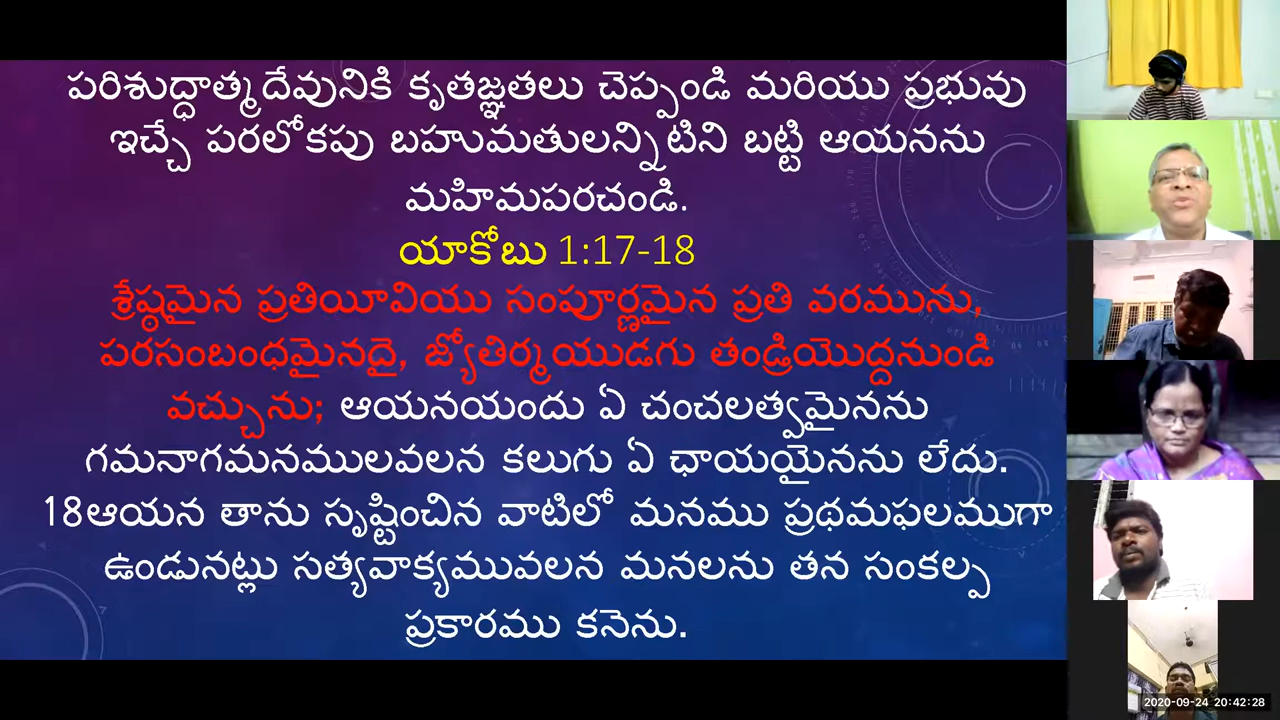 పరిశుద్ధాత్మదేవునికి కృతజ్ఞతలు చెప్పండి మరియు ప్రభువు
ఇచ్చే పరలోకపు బహుమతులన్నిటిని బట్టి ఆయనను
మహిమపరచండి.
యాకోబు 1:17-18
శ్రేష్ఠమైన ప్రతియీవియు సంపూర్ణమైన ప్రతి వరమును,
పరసంబంధమైనదై, జ్యోతిర్మయుడగు తండ్రియొద్దనుండి
వచ్చును; ఆయనయందు ఏ చంచలత్వమైనను
గమనాగమనములవలన కలుగు ఏ ఛాయయైనను లేదు.
18ఆయన తాను సృష్టించిన వాటిలో మనము ప్రథమఫలముగా
ఉండునట్లు సత్యవాక్యమువలన మనలను తన సంకల్ప
ప్రకారము కనెను.
2020-09-24 20:42:28